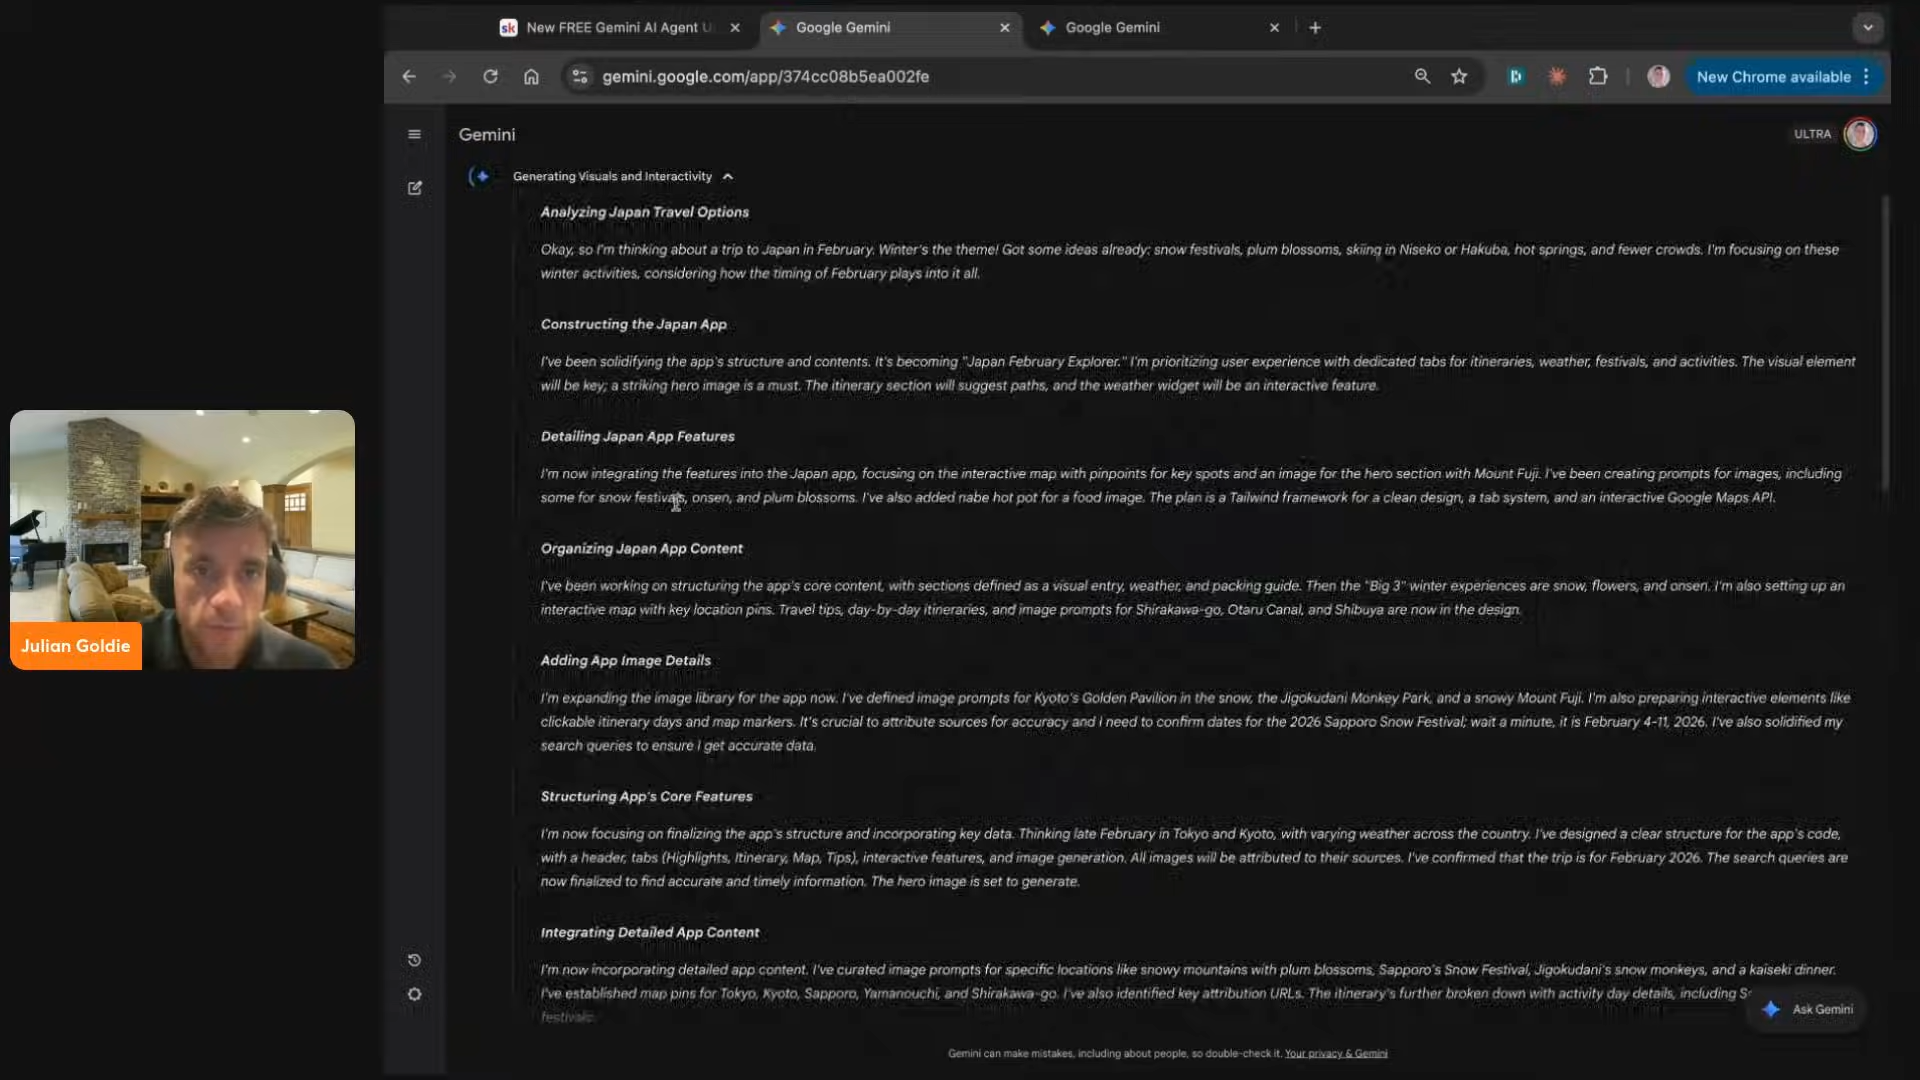 New FREE Gemini AI Agent U
Google Gemini
Google Gemini
gemini.google.com/app/374cc08b5ea002fe
New Chrome available
Gemini
ULTRA
Generating Visuals and Interactivity
Analyzing Japan Travel Options
Okay, so I'm thinking about a trip to Japan in February. Winter's the theme! Got some ideas already: snow festivals, plum blossoms, skiing in Niseko or Hakuba, hot springs, and fewer crowds. I'm focusing on these
winter activities, considering how the timing of February plays into it all.
Constructing the Japan App
I've been solidifying the app's structure and contents. It's becoming "Japan February Explorer." I'm prioritizing user experience with dedicated tabs for itineraries, weather, festivals, and activities. The visual element
will be key; a striking hero image is a must. The itinerary section will suggest paths, and the weather widget will be an interactive feature.
Detailing Japan App Features
I'm now integrating the features into the Japan app, focusing on the interactive map with pinpoints for key spots and an image for the hero section with Mount Fuji. I've been creating prompts for images, including
some for snow festivals, onsen, and plum blossoms. I've also added nabe hot pot for a food image. The plan is a Tailwind framework for a clean design, a tab system, and an interactive Google Maps API.
Organizing Japan App Content
I've been working on structuring the app's core content, with sections defined as a visual entry, weather, and packing guide. Then the "Big 3" winter experiences are snow, flowers, and onsen. I'm also setting up an
interactive map with key location pins. Travel tips, day-by-day itineraries, and image prompts for Shirakawa-go, Otaru Canal, and Shibuya are now in the design.
Adding App Image Details
I'm expanding the image library for the app now. I've defined image prompts for Kyoto's Golden Pavilion in the snow, the Jigokudani Monkey Park, and a snowy Mount Fuji. I'm also preparing interactive elements like
clickable itinerary days and map markers. It's crucial to attribute sources for accuracy and I need to confirm dates for the 2026 Sapporo Snow Festival; wait a minute, it is February 4-11, 2026. I've also solidified my
search queries to ensure I get accurate data.
Julian Goldie
Structuring App's Core Features
I'm now focusing on finalizing the app's structure and incorporating key data. Thinking late February in Tokyo and Kyoto, with varying weather across the country. I've designed a clear structure for the app's code,
with a header, tabs (Highlights, Itinerary, Map, Tips), interactive features, and image generation. All images will be attributed to their sources. I've confirmed that the trip is for February 2026. The search queries are
now finalized to find accurate and timely information. The hero image is set to generate.
Integrating Detailed App Content
I'm now incorporating detailed app content. I've curated image prompts for specific locations like snowy mountains with plum blossoms, Sapporo's Snow Festival, Jigokudani's snow monkeys, and a kaiseki dinner.
I've established map pins for Tokyo, Kyoto, Sapporo, Yamanouchi, and Shirakawa-go. I've also identified key attribution URLs. The itinerary's further broken down with activity day details, including S
festivals.
Ask Gemini
Gemini can make mistakes, including about people, so double-check it. Your privacy & Gemini